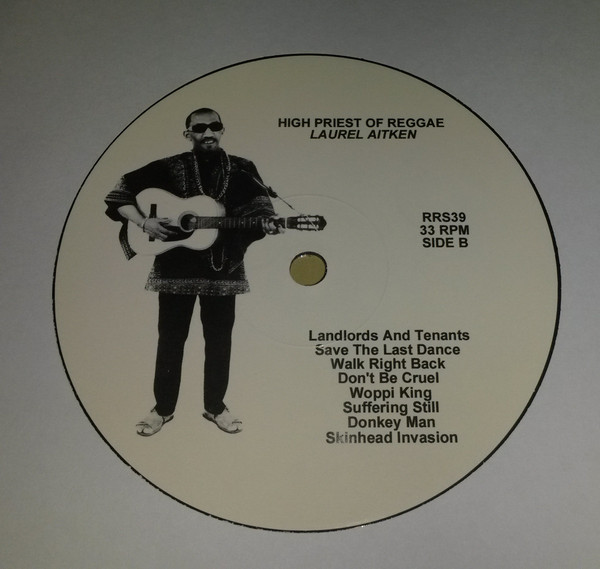 HIGH PRIEST OF REGGAE
LAUREL AITKEN
RRS39
33 RPM
SIDE B
Landlords And Tenants
Save The Last Dance
Walk Right Back
Don't Be Cruel
Woppi King
Suffering Still
Donkey Man
Skinhead Invasion